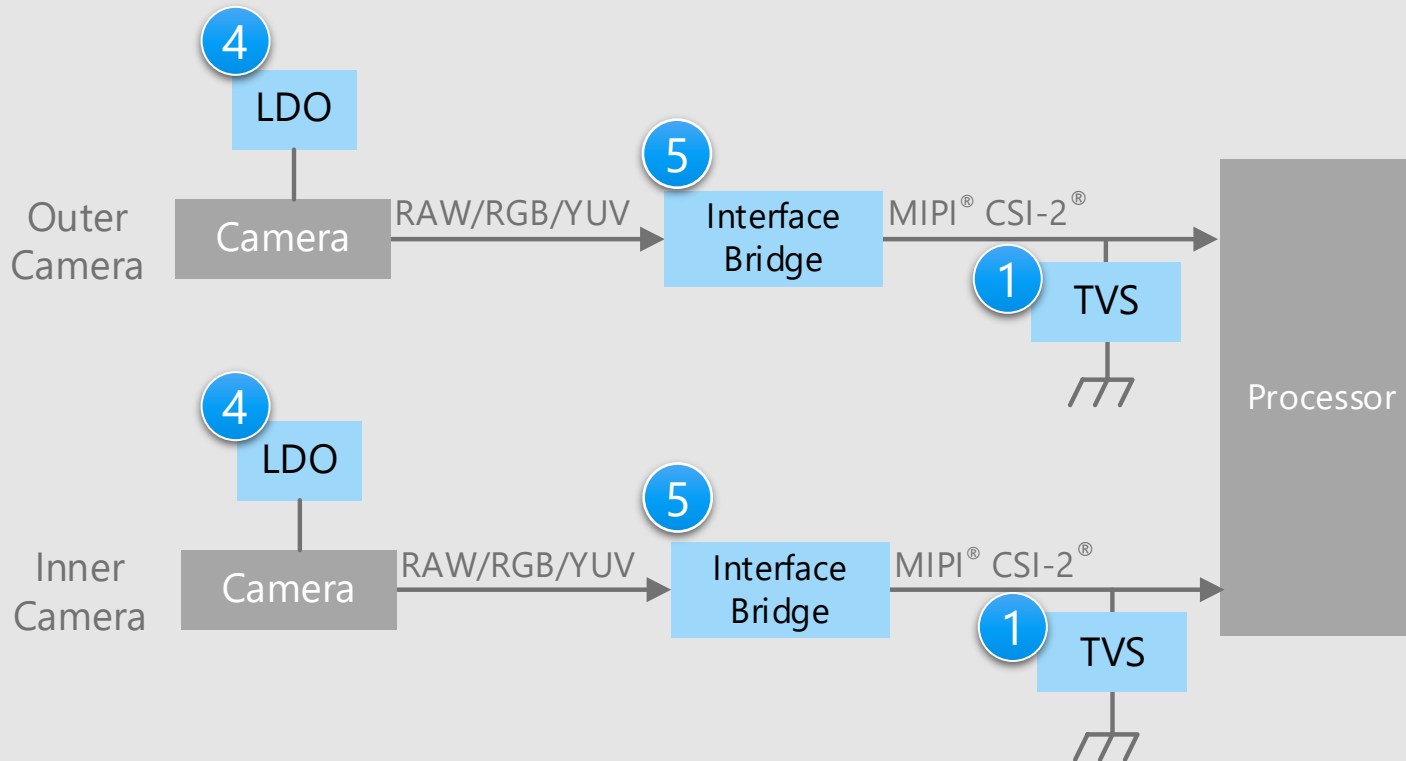 4
LDO
5
Outer
Camera
Camera
RAW/RGB/YUV
Interface
Bridge
MIPI® CSI-2®
1
TVS
Processor
4
LDO
5
Inner
Camera
Camera
RAW/RGB/YUV
Interface
Bridge
MIPI® CSI-2®
1
TVS